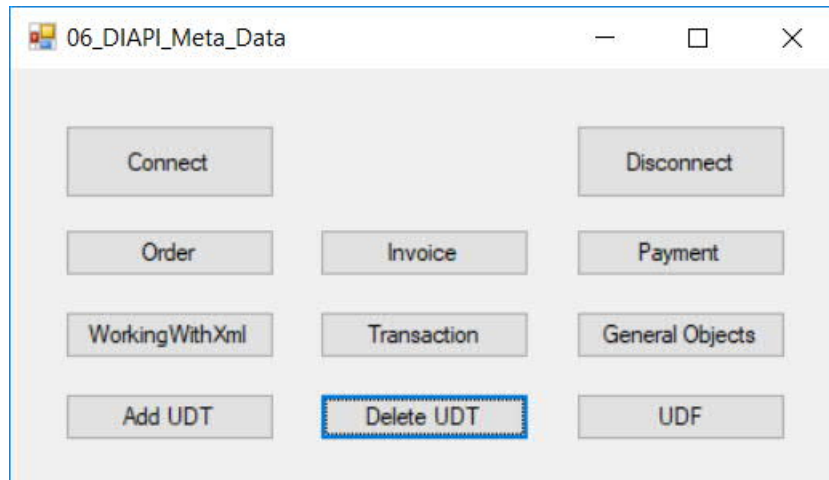 06_DIAPI_Meta_Data
Connect
Disconnect
Order
Invoice
Payment
WorkingWithXml
Transaction
General Objects
Add UDT
Delete UDT
UDF